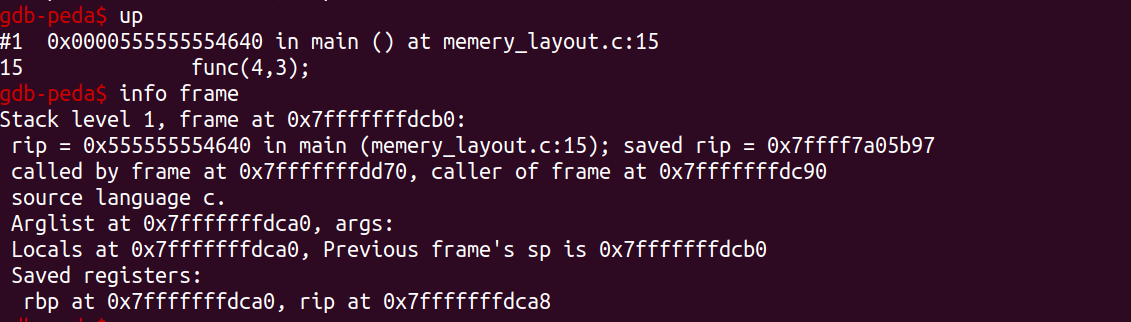 gdb-peda$ up
#1  0x0000555555554640 in main () at memery_layout.c:15
15              func(4,3);
gdb-peda$ info frame
Stack level 1, frame at 0x7fffffffdcb0:
 rip = 0x555555554640 in main (memery_layout.c:15); saved rip = 0x7ffff7a05b97
 called by frame at 0x7fffffffdd70, caller of frame at 0x7fffffffdc90
 source language c.
 Arglist at 0x7fffffffdca0, args:
 Locals at 0x7fffffffdca0, Previous frame's sp is 0x7fffffffdcb0
 Saved registers:
  rbp at 0x7fffffffdca0, rip at 0x7fffffffdca8